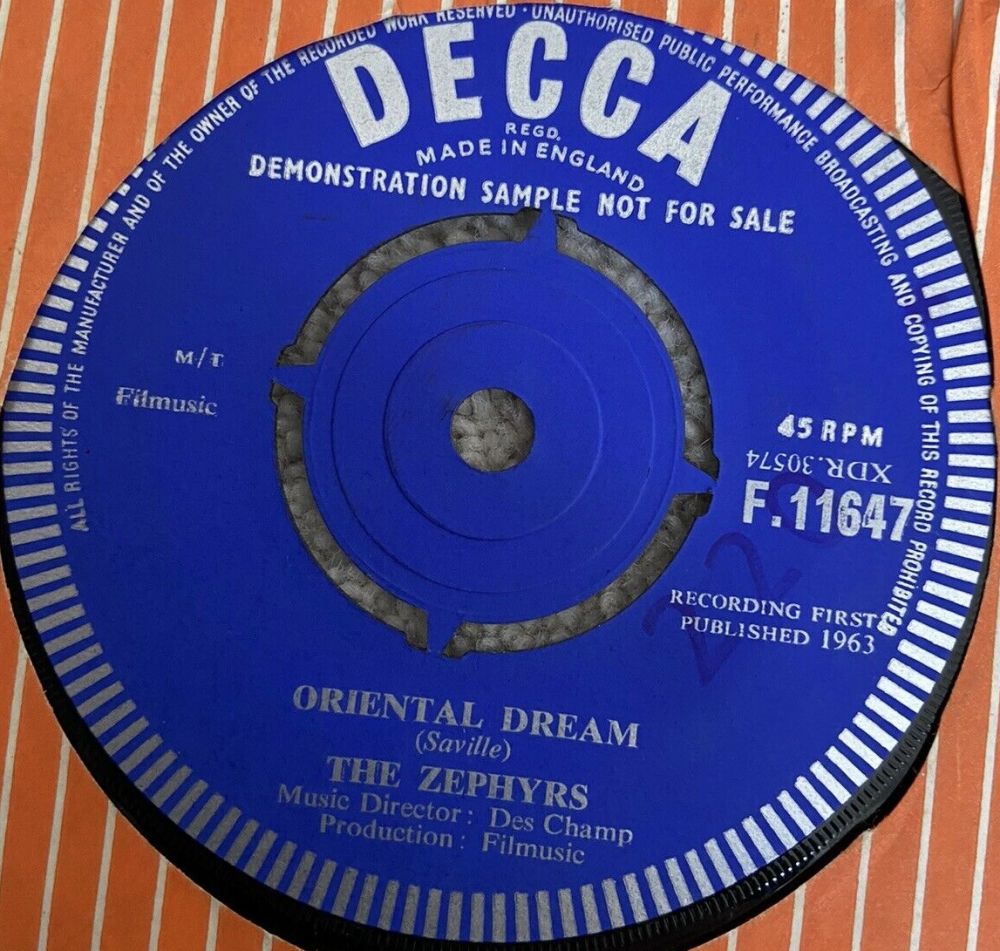 ALL RIGHTS OF THE MANUFACTURER AND OF THE OWNER OF THE RECORDED WORK RESERVED · UNAUTHORISED PUBLIC PERFORMANCE BROADCASTING AND COPYING OF THIS RECORD PROHIBITED
DECCA
REGD.
MADE IN ENGLAND
DEMONSTRATION SAMPLE NOT FOR SALE
M/T
Filmusic
45 RPM
XDR.30574
F.11647
RECORDING FIRST
PUBLISHED 1963
ORIENTAL DREAM
(Saville)
THE ZEPHYRS
Music Director: Des Champ
Production: Filmusic